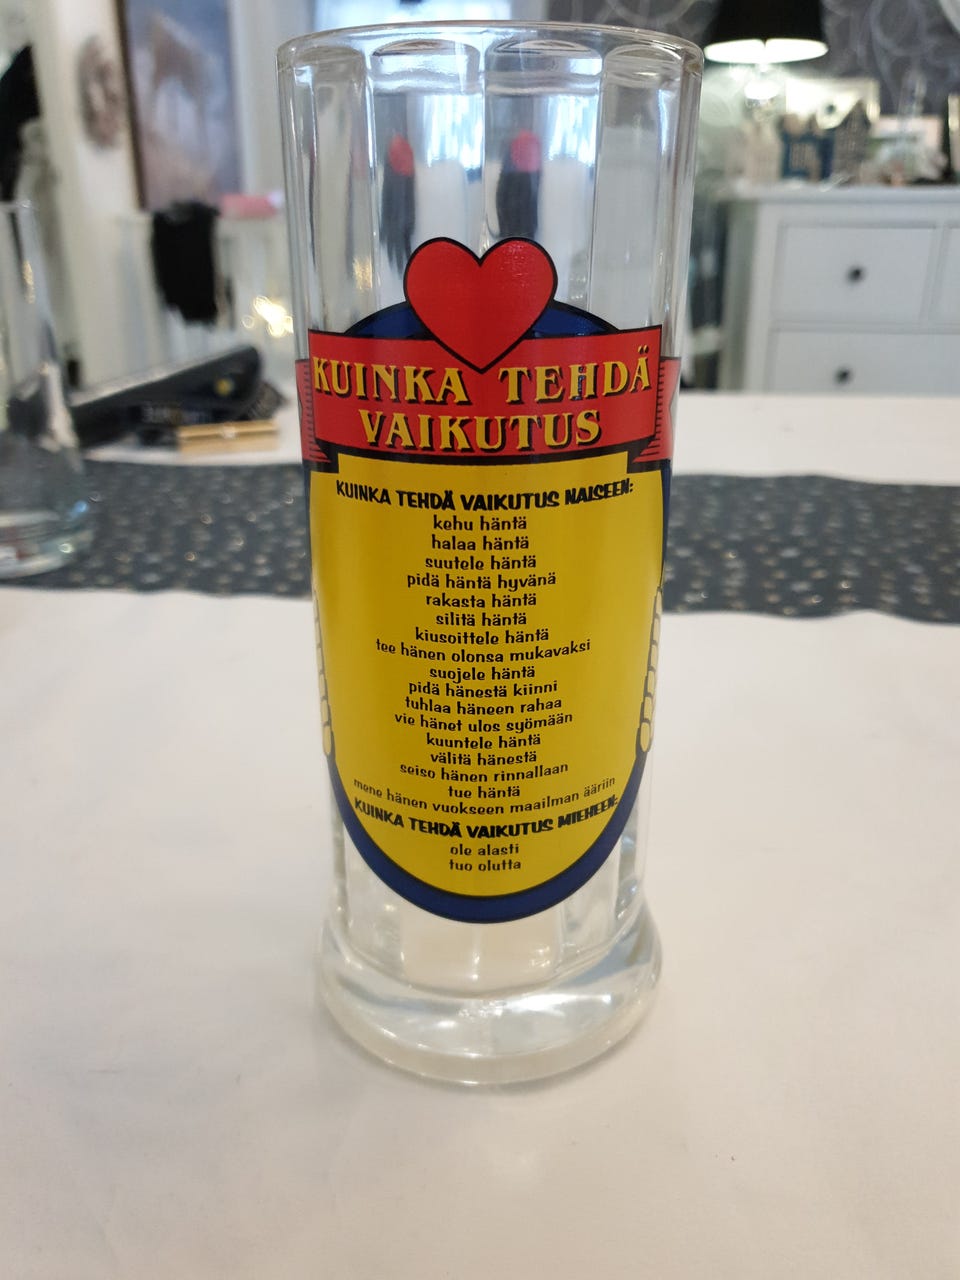 KUINKA TEHDÄ
VAIKUTUS
KUINKA TEHDÄ VAIKUTUS NAISEEN:
kehu häntä
halaa häntä
suutele häntä
pidä häntä hyvänä
rakasta häntä
silitä häntä
kiusoittele häntä
tee hänen olonsa mukavaksi
suojele häntä
pidä hänestä kiinni
tuhlaa häneen rahaa
vie hänet ulos syömään
kuuntele häntä
välitä hänestä
seiso hänen rinnallaan
tue häntä
mene hänen vuokseen maailman ääriin
KUINKA TEHDÄ VAIKUTUS MIEHEEN:
ole alasti
tuo olutta